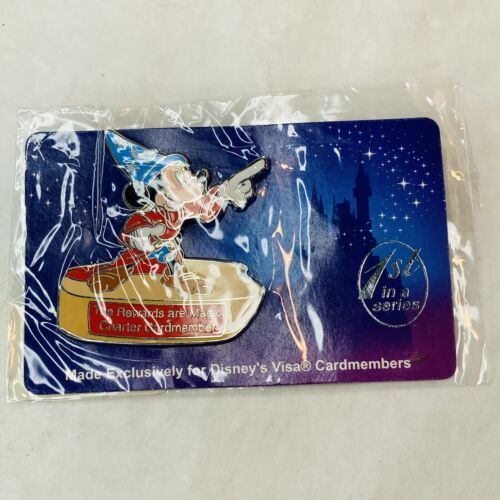 1st
in a
series
The Rewards are Magic
Charter Cardmember
Made Exclusively for Disney's Visa® Cardmembers